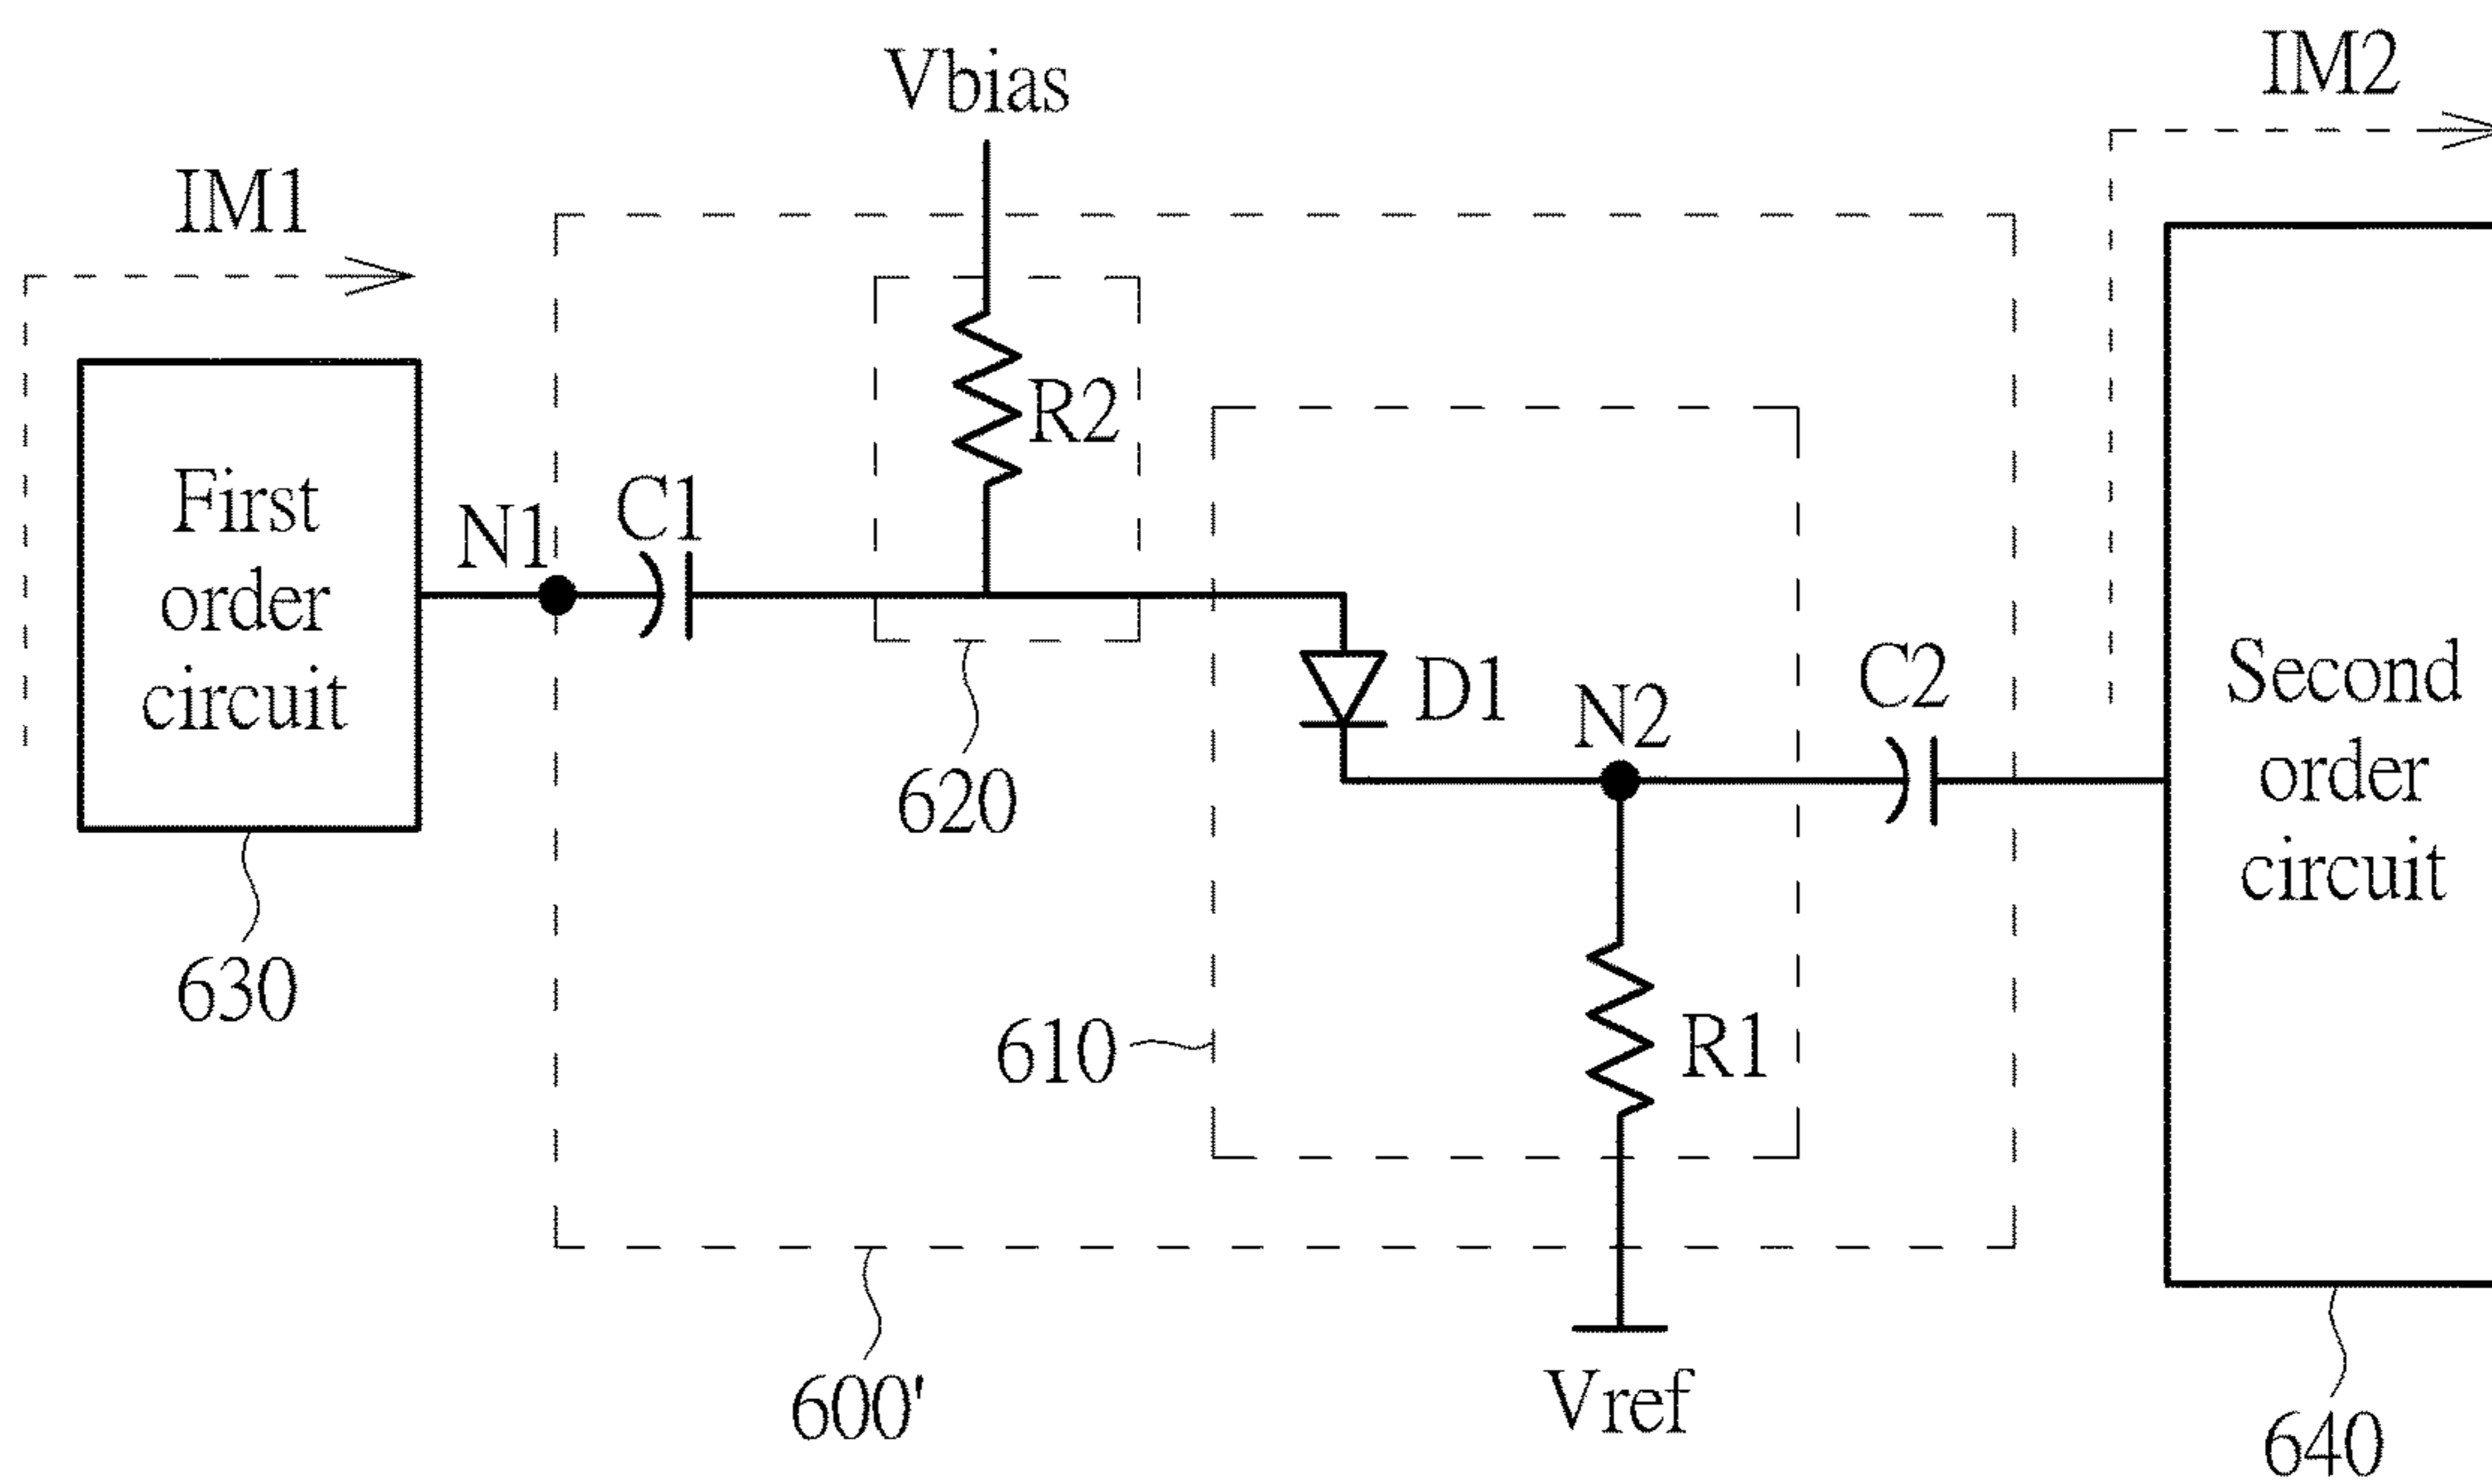 Vbias
IM2
IM1
R2
First
order
circuit
N1
C1
D1
N2
C2
Second
order
circuit
620
630
610
R1
600'
Vref
640